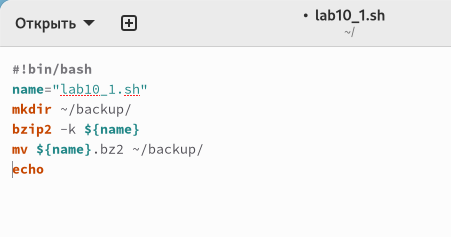 Открыть
• lab10_1.sh
~/
#!bin/bash
name="lab10_1.sh"
mkdir ~/backup/
bzip2 -k ${name}
mv ${name}.bz2 ~/backup/
echo